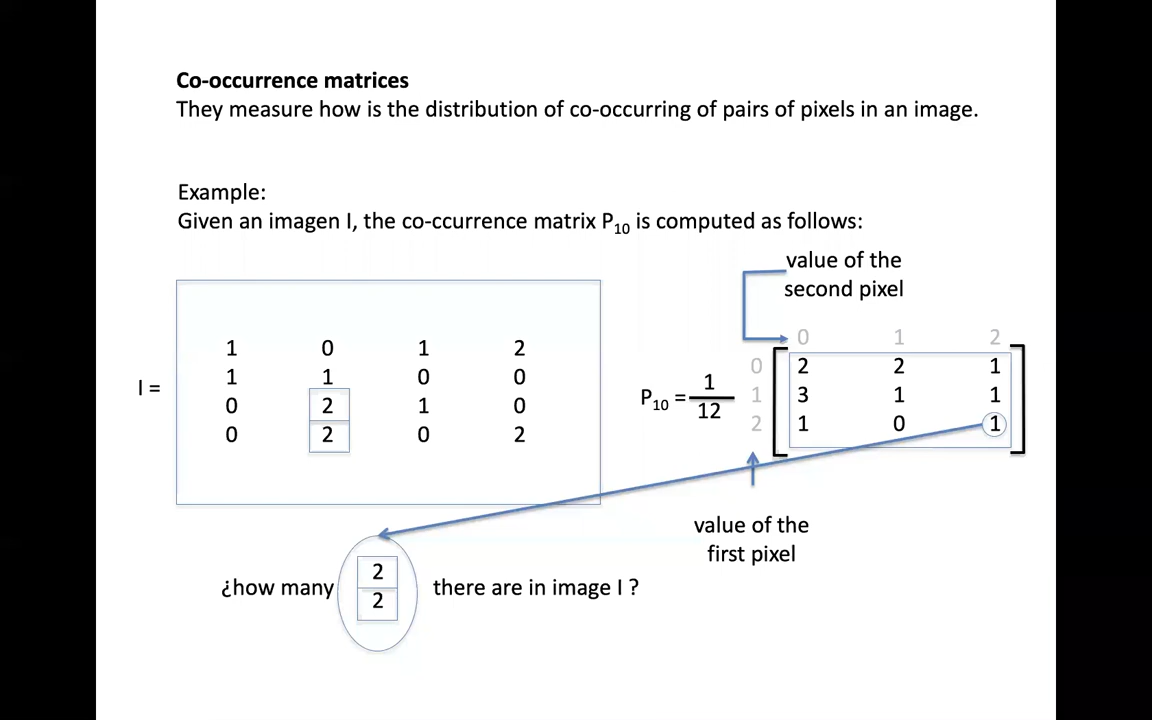 Co-occurrence matrices
They measure how is the distribution of co-occurring of pairs of pixels in an image.
Example:
Given an imagen I, the co-ccurrence matrix P10 is computed as follows:
value of the
second pixel
I =
1 0 1 2
1 1 0 0
0 2 1 0
0 2 0 2
P10 = 1
12
0 1 2
0 2 2 1
1 3 1 1
2 1 0 1
value of the
first pixel
¿how many
2
2
there are in image I ?